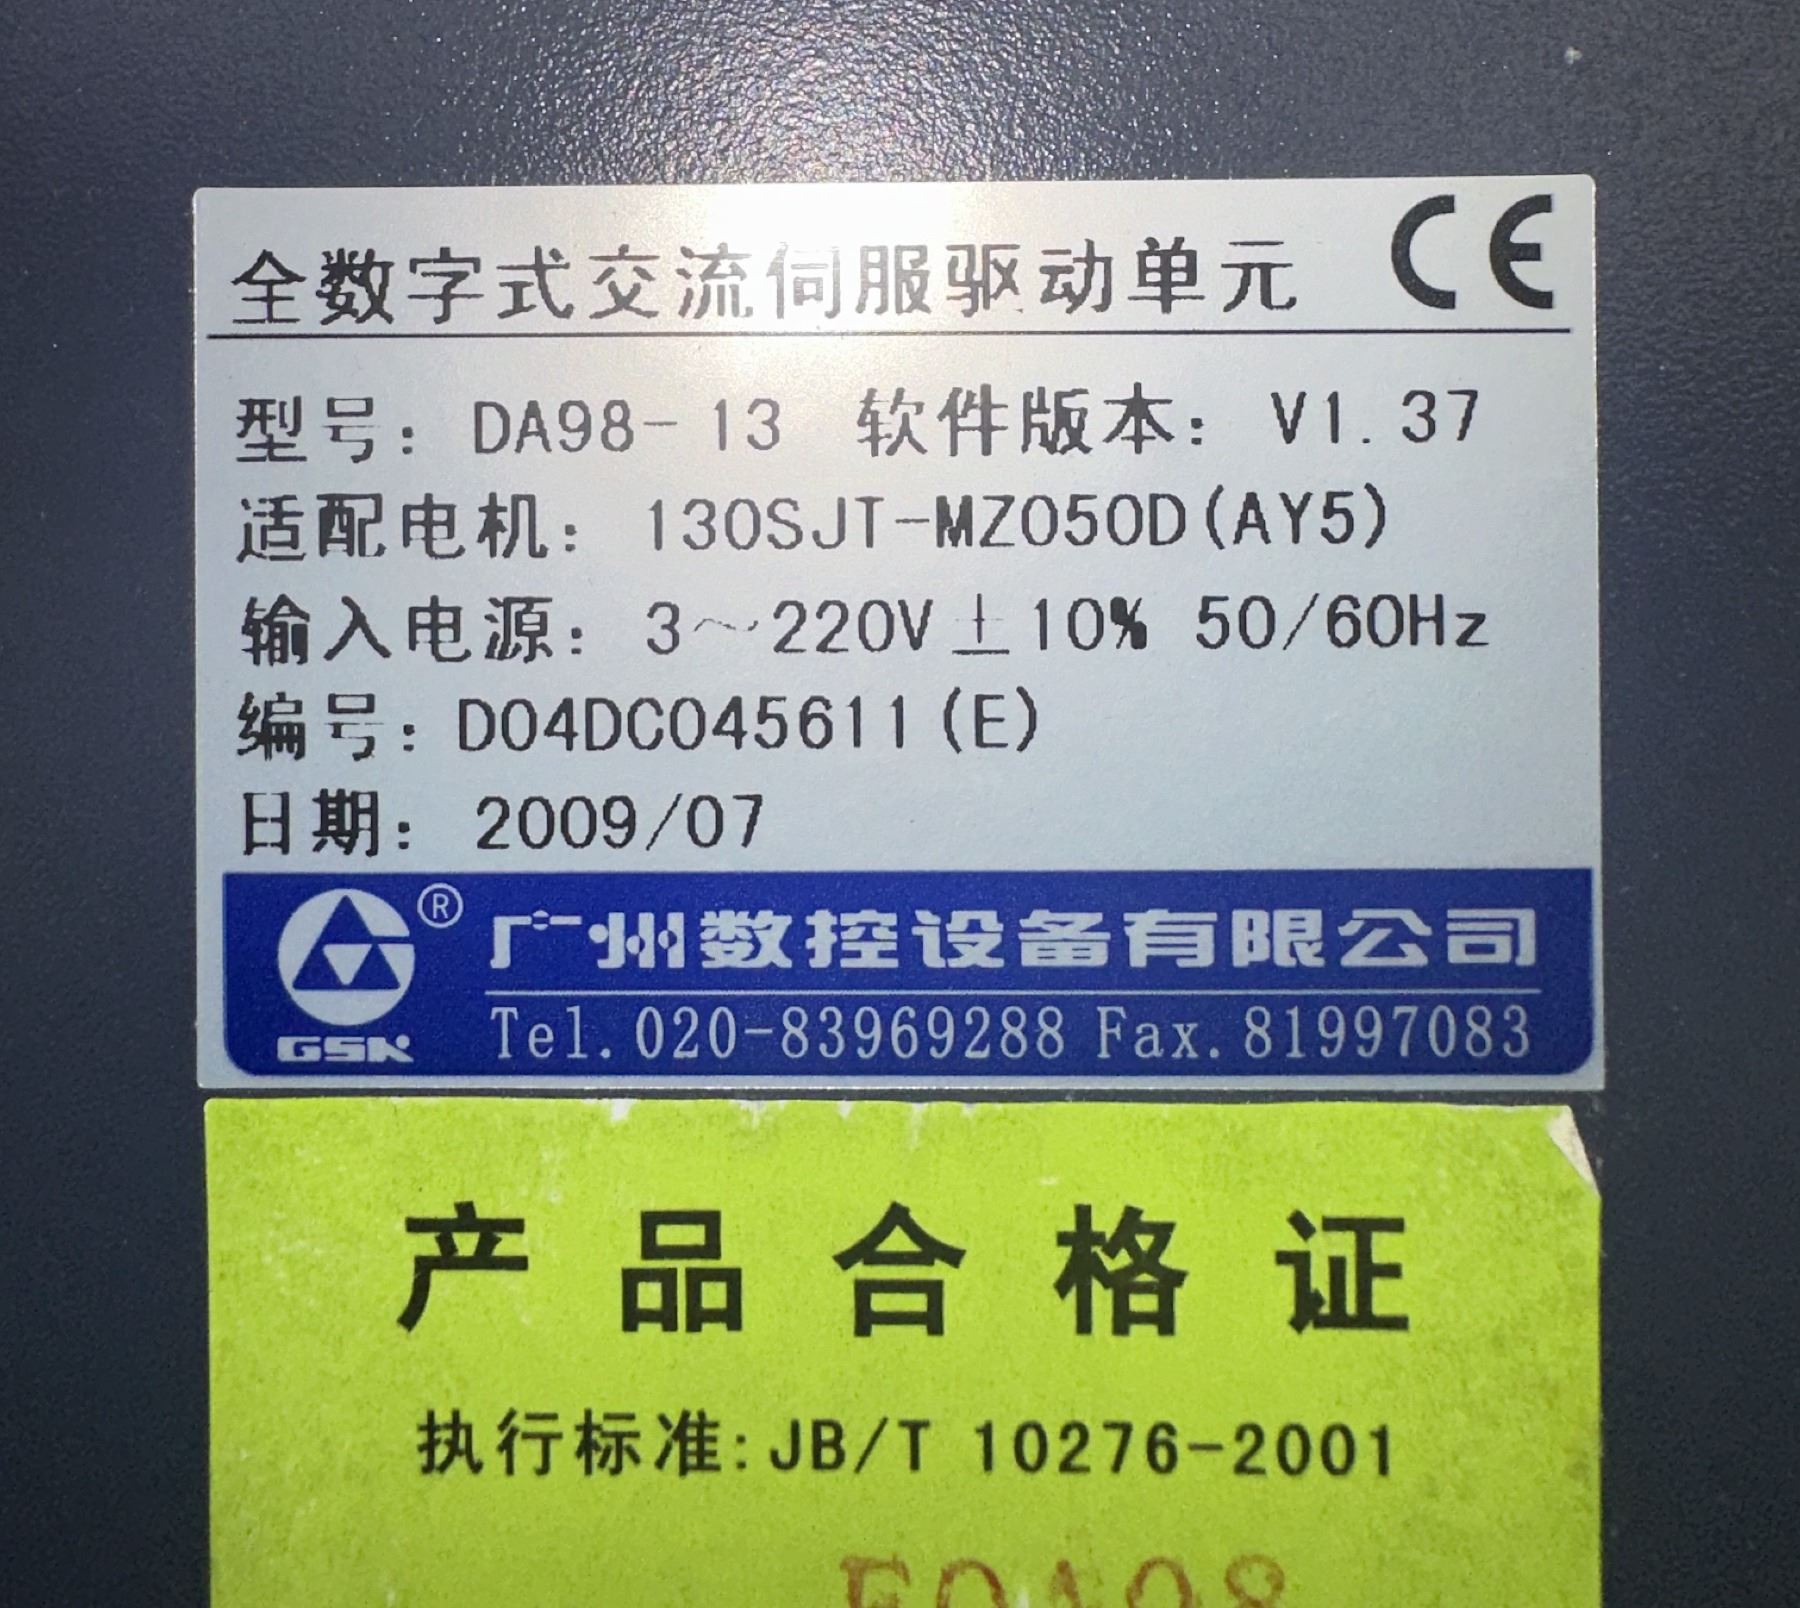 全数字式交流伺服驱动单元 CE
型号: DA98-13 软件版本: V1.37
适配电机: 130SJT-MZ050D(AY5)
输入电源: 3~220V±10% 50/60Hz
编号: D04DC045611(E)
日期: 2009/07
® 广州数控设备有限公司
GSK Tel.020-83969288 Fax.81997083
产品合格证
执行标准:JB/T 10276-2001